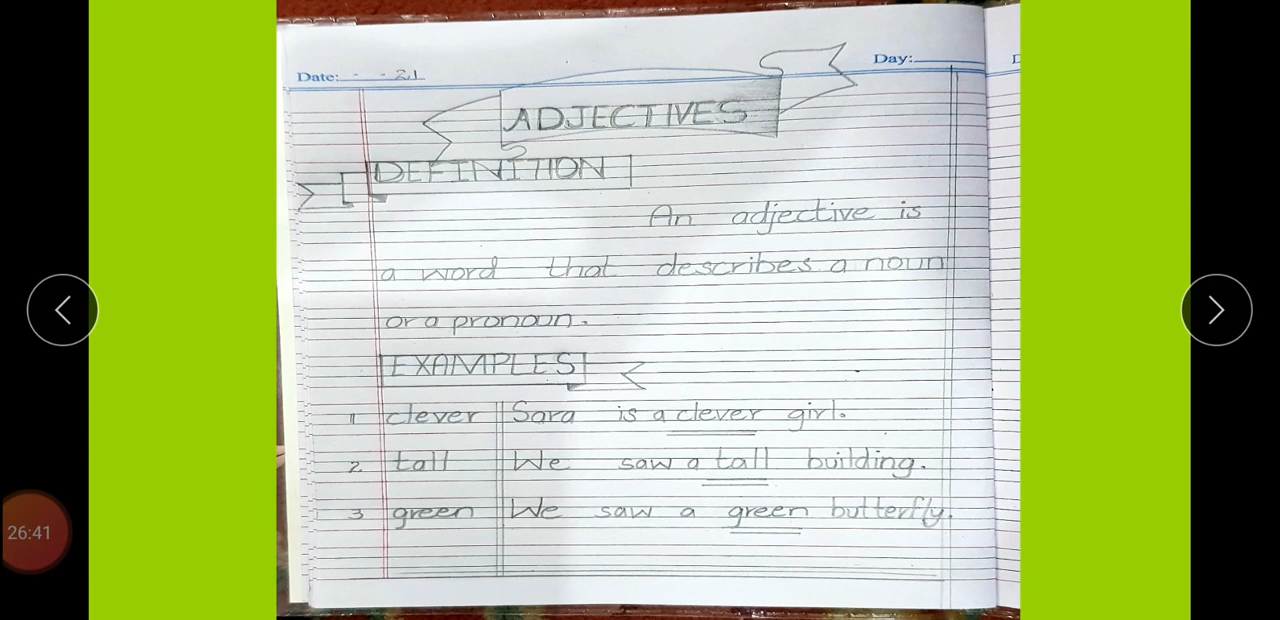 Date: - - 21 Day:
ADJECTIVES
DEFINITION
An adjective is
a word that describes a noun
or a pronoun.
EXAMPLES
1 clever Sara is a clever girl.
2 tall We saw a tall building.
3 green We saw a green butterfly.
26:41